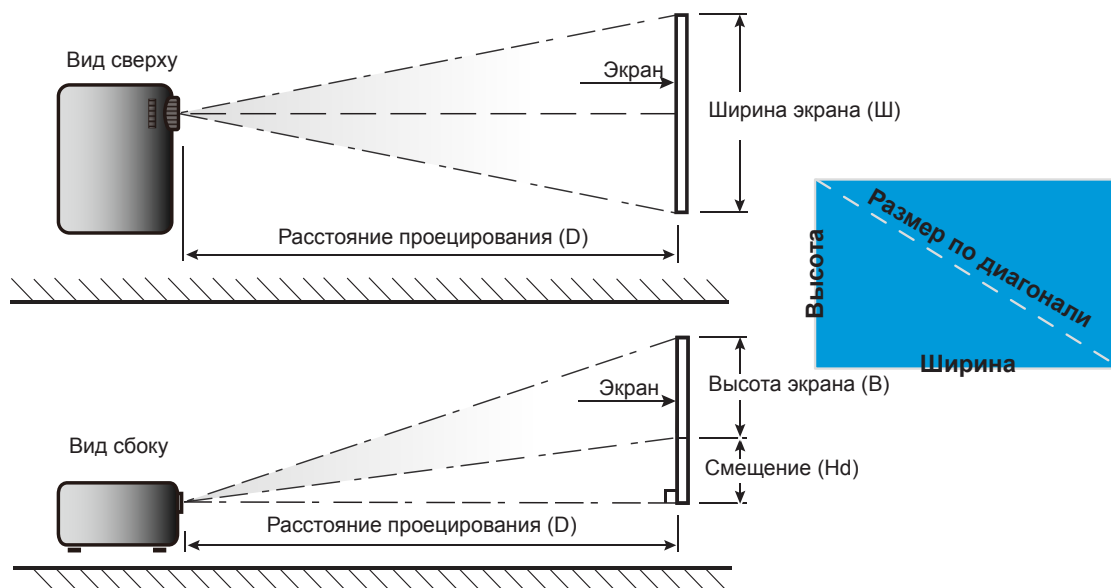 Вид сверху
Экран
Ширина экрана (Ш)
Расстояние проецирования (D)
Высота
Размер по диагонали
Ширина
Вид сбоку
Экран
Высота экрана (В)
Смещение (Hd)
Расстояние проецирования (D)